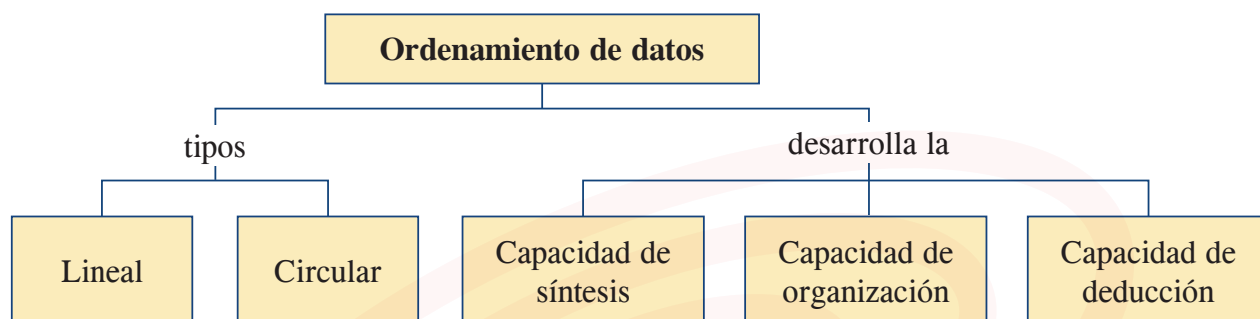 Ordenamiento de datos
tipos
desarrolla la
Lineal
Circular
Capacidad de
síntesis
Capacidad de
organización
Capacidad de
deducción